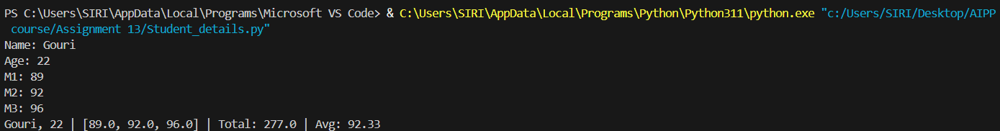 PS C:\Users\SIRI\AppData\Local\Programs\Microsoft VS Code> & C:\Users\SIRI\AppData\Local\Programs\Python\Python311\python.exe "c:/Users/SIRI/Desktop/AIPP
course/Assignment 13/Student_details.py"
Name: Gouri
Age: 22
M1: 89
M2: 92
M3: 96
Gouri, 22 | [89.0, 92.0, 96.0] | Total: 277.0 | Avg: 92.33